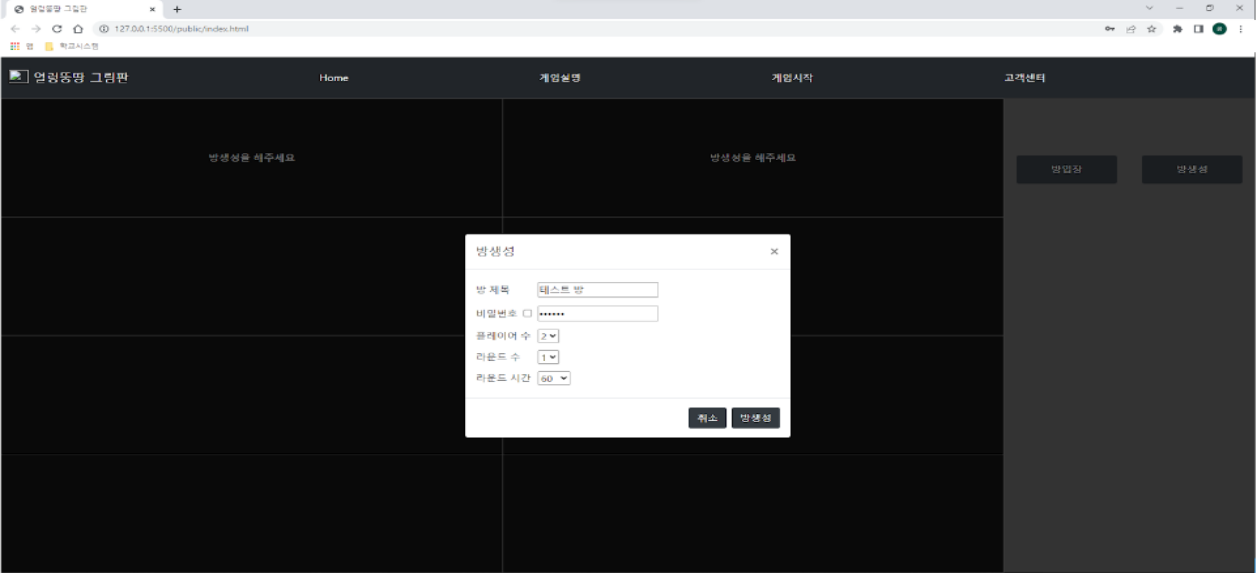 얼렁뚱땅 그림판
127.0.0.1:5500/public/index.html
앱 학교시스템
얼렁뚱땅 그림판 Home 게임설명 게임시작 고객센터
방생성을 해주세요 방생성을 해주세요 방입장 방생성
방생성 ×
방 제목 테스트 방
비밀번호 ••••••
플레이어 수 2
라운드 수 1
라운드 시간 60
취소 방생성